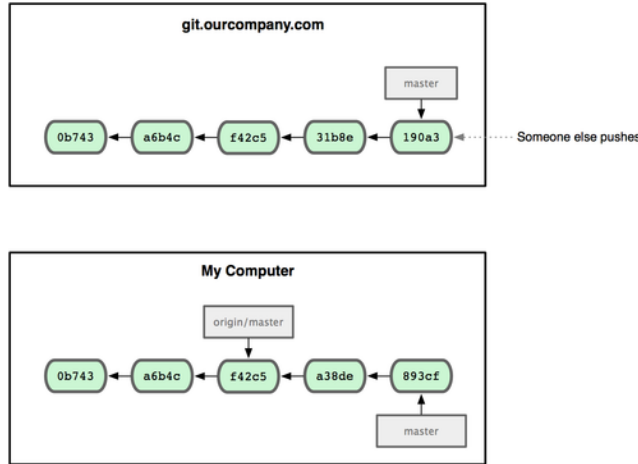 git.ourcompany.com
master
0b743 a6b4c f42c5 31b8e 190a3 Someone else pushes
My Computer
origin/master
0b743 a6b4c f42c5 a38de 893cf
master